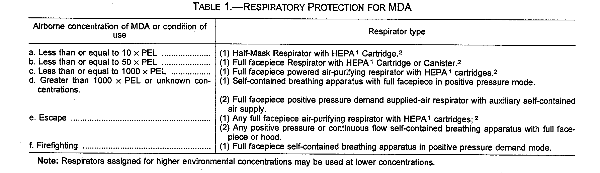 TABLE 1.—RESPIRATORY PROTECTION FOR MDA
Airborne concentration of MDA or condition of use
Respirator type
a. Less than or equal to 10 × PEL .................... (1) Half-Mask Respirator with HEPA¹ Cartridge.²
b. Less than or equal to 50 × PEL .................... (1) Full facepiece Respirator with HEPA¹ Cartridge or Canister.²
c. Less than or equal to 1000 × PEL ................ (1) Full facepiece powered air-purifying respirator with HEPA¹ cartridges.²
d. Greater than 1000 × PEL or unknown con- (1) Self-contained breathing apparatus with full facepiece in positive pressure mode.
centrations.
(2) Full facepiece positive pressure demand supplied-air respirator with auxiliary self-contained
air supply.
e. Escape .......................................................... (1) Any full facepiece air-purifying respirator with HEPA¹ cartridges; ²
(2) Any positive pressure or continuous flow self-contained breathing apparatus with full face-
piece or hood.
f. Firefighting .................................................... (1) Full facepiece self-contained breathing apparatus in positive pressure demand mode.
Note: Respirators assigned for higher environmental concentrations may be used at lower concentrations.